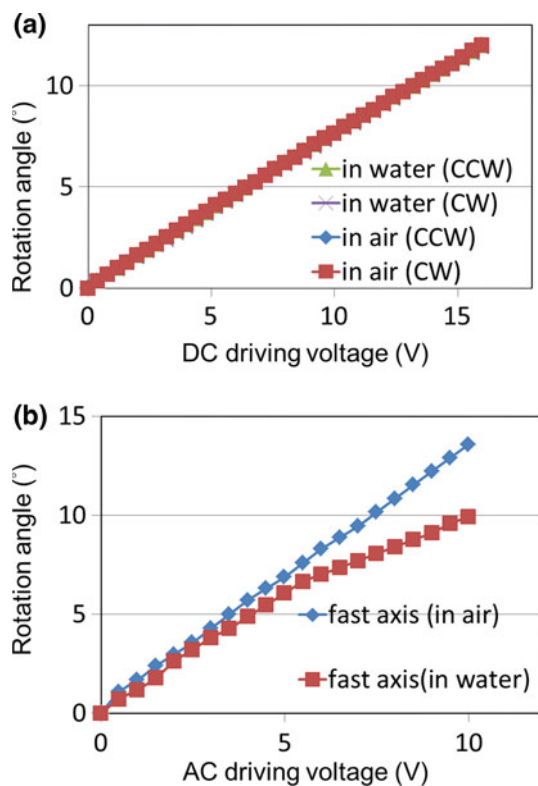 (a)
Rotation angle (°)
10
5
0
in water (CCW)
in water (CW)
in air (CCW)
in air (CW)
0 5 10 15
DC driving voltage (V)
(b)
Rotation angle (°)
15
10
5
0
fast axis (in air)
fast axis(in water)
0 5 10
AC driving voltage (V)